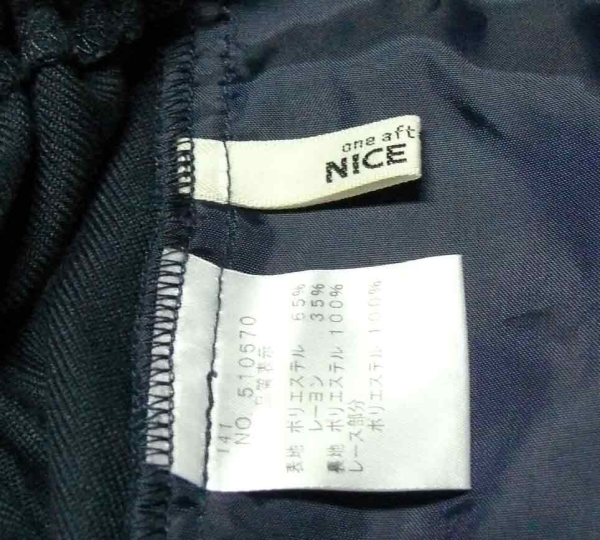 one aft
NICE
141
NO. 510570
品質表示
表地 ポリエステル 65%
レーヨン 35%
裏地 ポリエステル 100%
レース部分
ポリエステル 100%